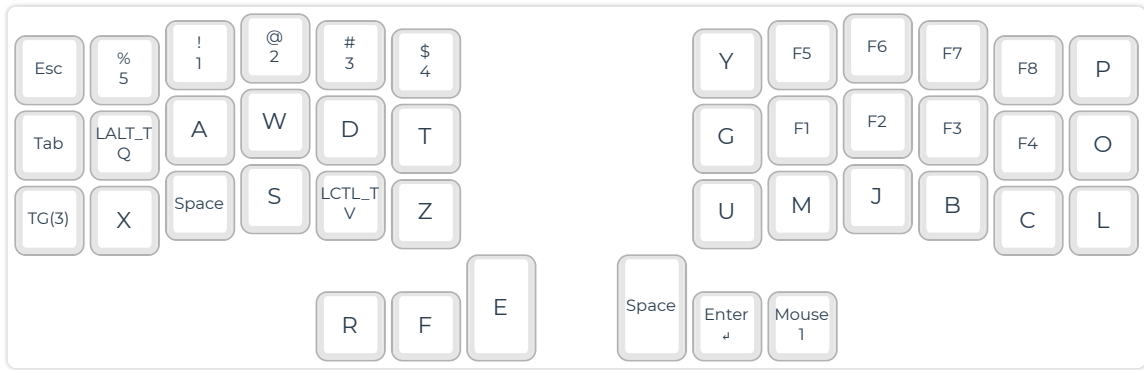 Esc % ! @ # $ Y F5 F6 F7 F8 P
5 1 2 3 4
Tab LALT_T A W D T G F1 F2 F3 F4 O
Q
TG(3) X Space S LCTL_T Z U M J B C L
V
R F E Space Enter Mouse
↵ 1